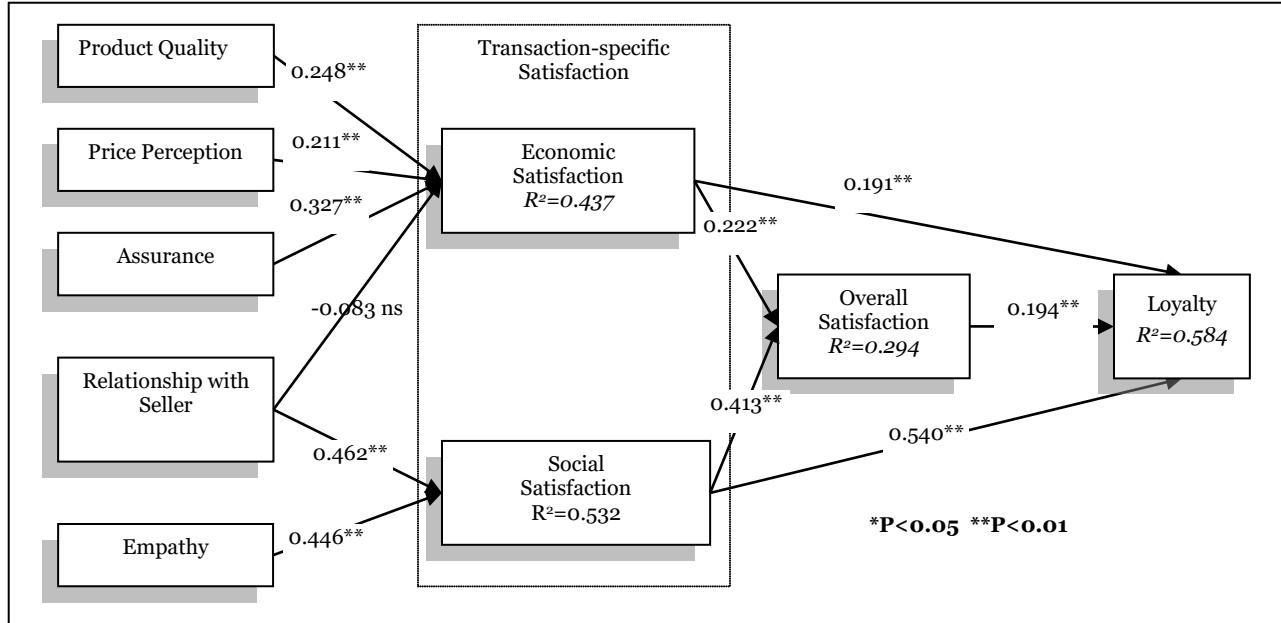 Product Quality
Transaction-specific
Satisfaction
0.248**
Price Perception
0.211**
Economic
Satisfaction
R²=0.437
0.191**
0.327**
0.222**
Assurance
-0.083 ns
Overall
Satisfaction
R²=0.294
0.194**
Loyalty
R²=0.584
Relationship with
Seller
0.413**
0.540**
0.462**
Social
Satisfaction
R²=0.532
*P<0.05 **P<0.01
Empathy
0.446**